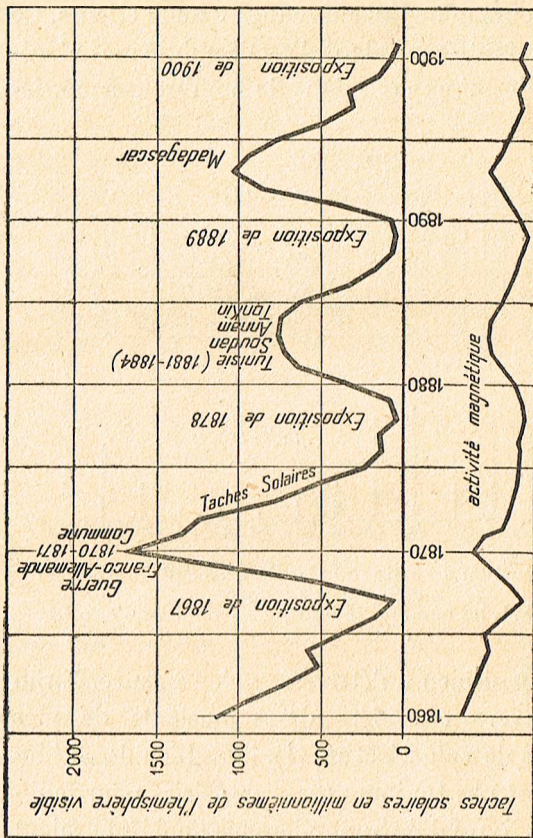 Taches solaires en millionnièmes de l'hémisphère visible
2000
1500
1000
500
0
1860
1870
1880
1890
1900
Exposition de 1867
Guerre
Franco-Allemande
1870-1871
Commune
Taches Solaires
Exposition de 1878
Tunisie (1881-1884)
Soudan
Annam
Tonkin
Exposition de 1889
Madagascar
Exposition de 1900
activité magnétique